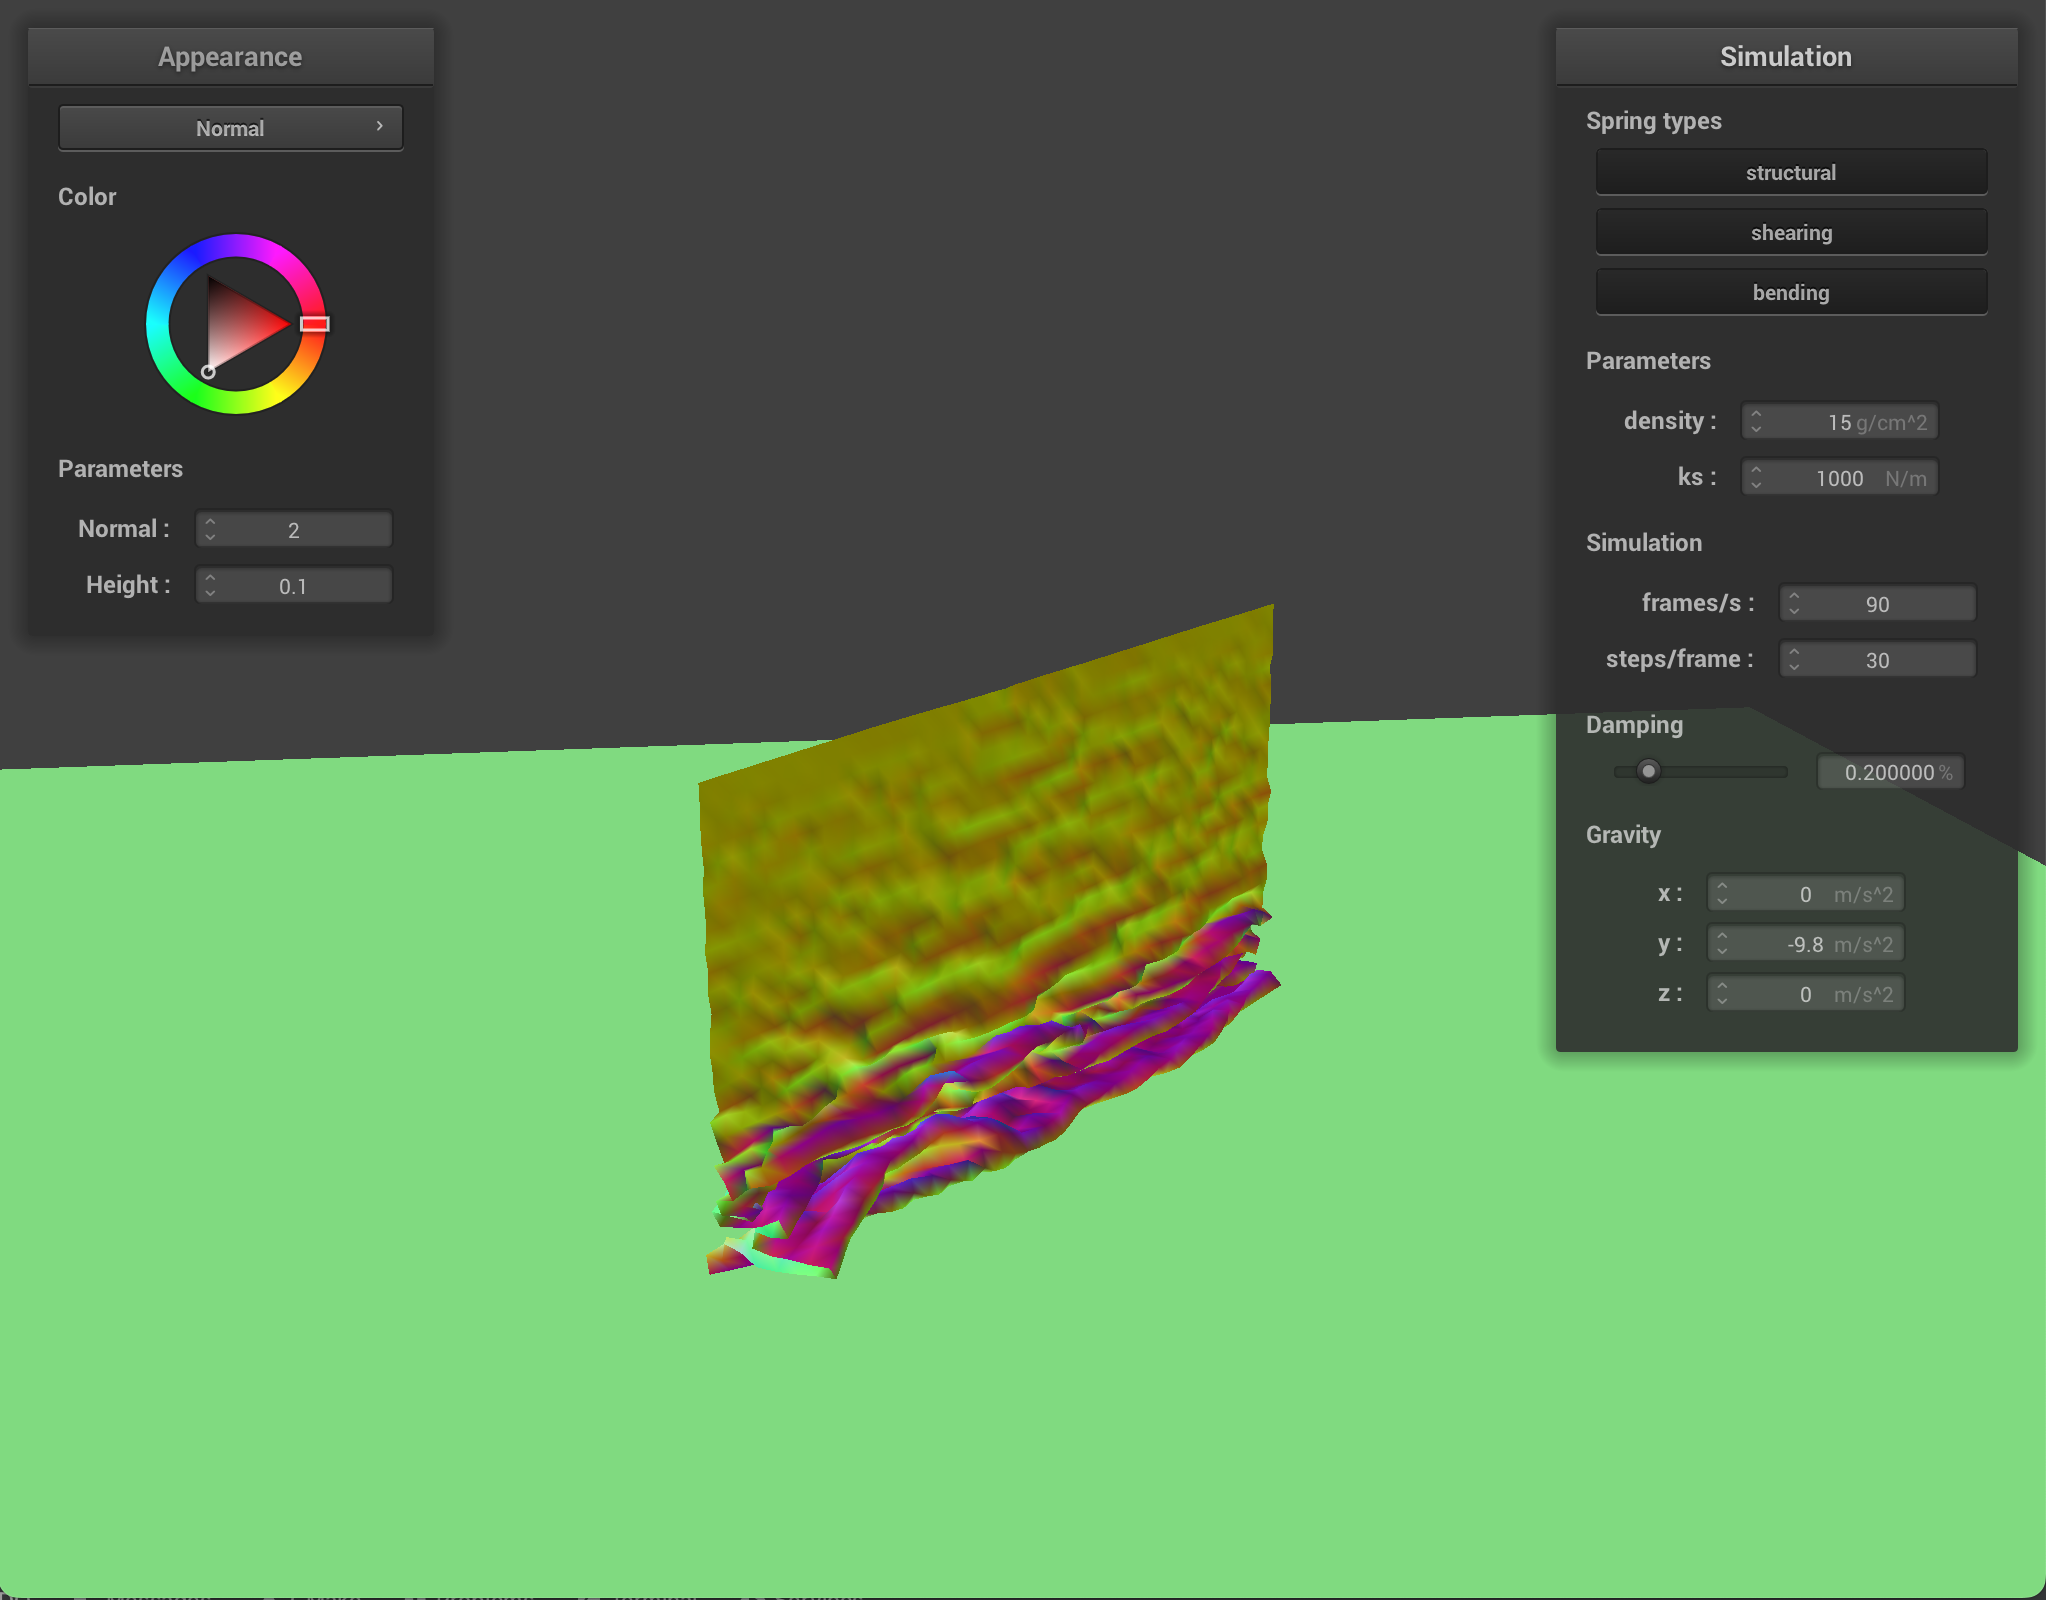 Appearance
Normal
Color
Parameters
Normal : 2
Height : 0.1
Simulation
Spring types
structural
shearing
bending
Parameters
density : 15 g/cm^2
ks : 1000 N/m
Simulation
frames/s : 90
steps/frame : 30
Damping
0.200000 %
Gravity
x : 0 m/s^2
y : -9.8 m/s^2
z : 0 m/s^2